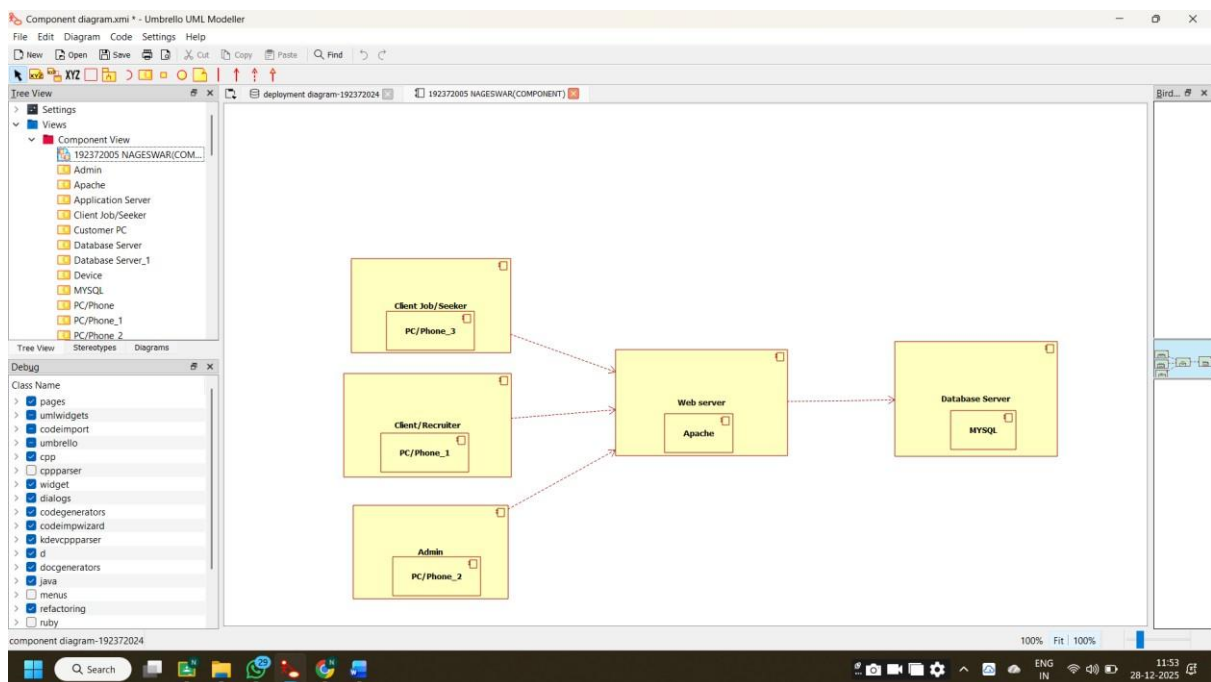 Component diagram.xmi * - Umbrello UML Modeller
File Edit Diagram Code Settings Help
New Open Save Cut Copy Paste Find
XYZ XYZ
Tree View
deployment diagram-192372024 192372005 NAGESWAR(COMPONENT)
Bird...
Settings
Views
Component View
192372005 NAGESWAR(COM...
Admin
Apache
Application Server
Client Job/Seeker
Customer PC
Database Server
Database Server_1
Device
MYSQL
PC/Phone
PC/Phone_1
PC/Phone 2
Tree View Stereotypes Diagrams
Debug
Class Name
pages
umlwidgets
codeimport
umbrello
cpp
cppparser
widget
dialogs
codegenerators
codeimpwizard
kdevcppparser
d
docgenerators
java
menus
refactoring
ruby
Client Job/Seeker
PC/Phone_3
Client/Recruiter
PC/Phone_1
Admin
PC/Phone_2
Web server
Apache
Database Server
MYSQL
component diagram-192372024
100% Fit 100%
Search
29
ENG
IN
11:53
28-12-2025